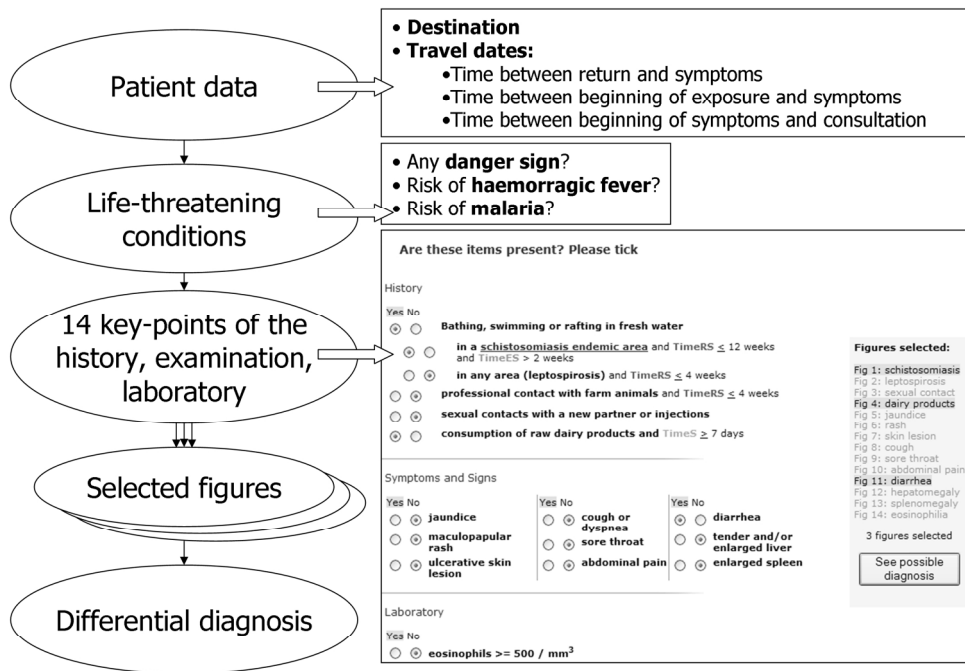 Patient data
• Destination
• Travel dates:
•Time between return and symptoms
•Time between beginning of exposure and symptoms
•Time between beginning of symptoms and consultation
Life-threatening
conditions
• Any danger sign?
• Risk of haemorragic fever?
• Risk of malaria?
14 key-points of the
history, examination,
laboratory
Are these items present? Please tick
History
Yes No
Bathing, swimming or rafting in fresh water
in a schistosomiasis endemic area and TimeRS ≤ 12 weeks
and TimeES > 2 weeks
in any area (leptospirosis) and TimeRS ≤ 4 weeks
professional contact with farm animals and TimeRS ≤ 4 weeks
sexual contacts with a new partner or injections
consumption of raw dairy products and TimeS ≥ 7 days
Symptoms and Signs
Yes No
jaundice
maculopapular
rash
ulcerative skin
lesion
Yes No
cough or
dyspnea
sore throat
abdominal pain
Yes No
diarrhea
tender and/or
enlarged liver
enlarged spleen
Laboratory
Yes No
eosinophils >= 500 / mm³
Figures selected:
Fig 1: schistosomiasis
Fig 2: leptospirosis
Fig 3: sexual contact
Fig 4: dairy products
Fig 5: jaundice
Fig 6: rash
Fig 7: skin lesion
Fig 8: cough
Fig 9: sore throat
Fig 10: abdominal pain
Fig 11: diarrhea
Fig 12: hepatomegaly
Fig 13: splenomegaly
Fig 14: eosinophilia
3 figures selected
See possible
diagnosis
Selected figures
Differential diagnosis